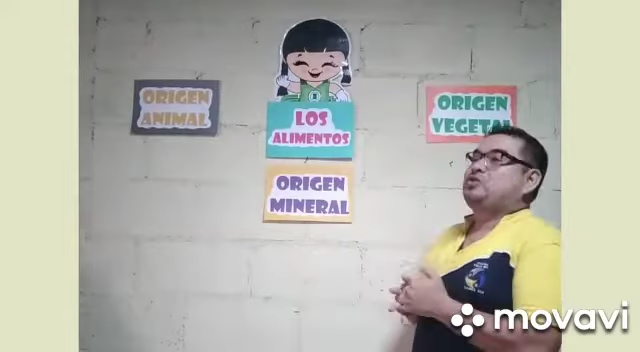 ORIGEN
ANIMAL
LOS
ALIMENTOS
ORIGEN
VEGETAL
ORIGEN
MINERAL
movavi